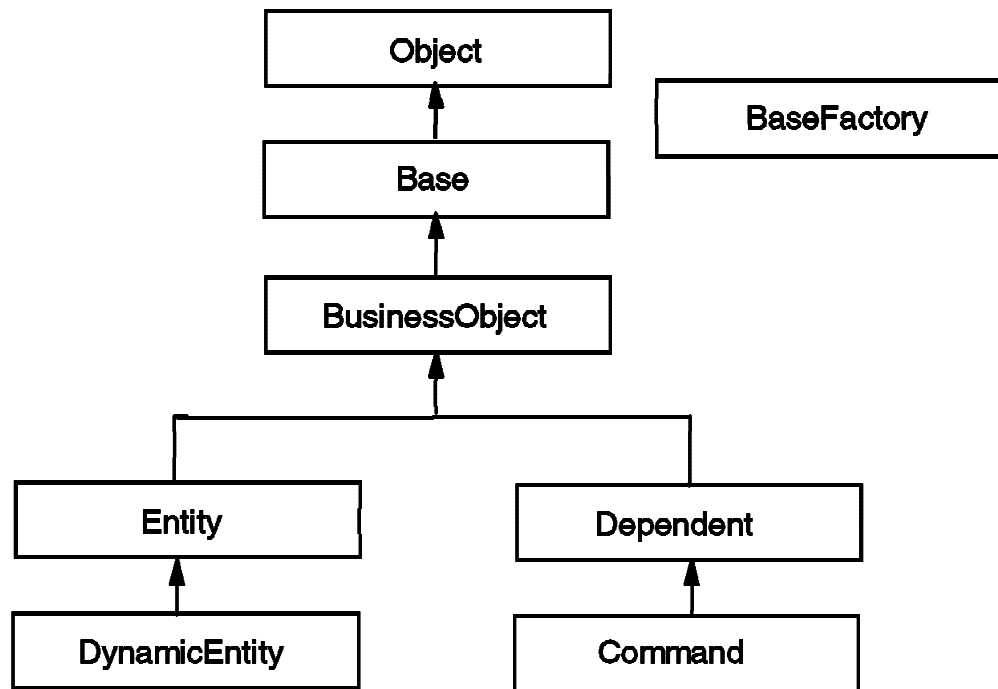 Object
BaseFactory
Base
BusinessObject
Entity
Dependent
DynamicEntity
Command